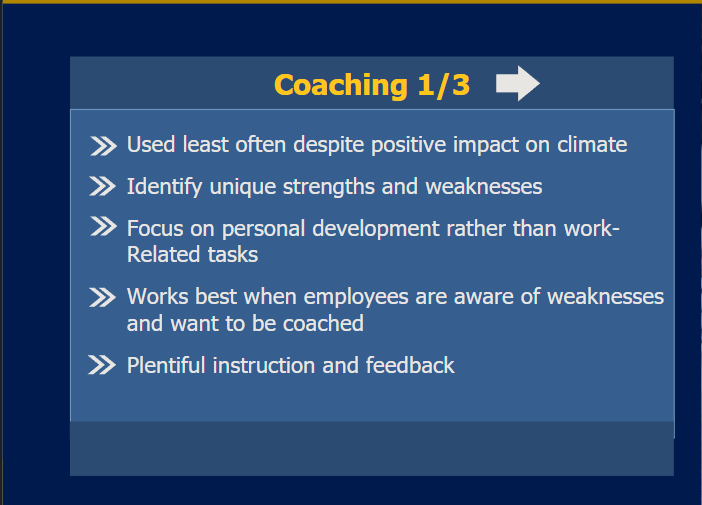 Coaching 1/3
Used least often despite positive impact on climate
Identify unique strengths and weaknesses
Focus on personal development rather than work-
Related tasks
Works best when employees are aware of weaknesses
and want to be coached
Plentiful instruction and feedback